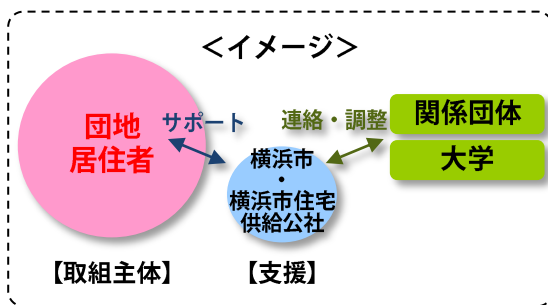 ＜イメージ＞
団地
居住者
サポート
連絡・調整
関係団体
大学
横浜市
・
横浜市住宅
供給公社
【取組主体】
【支援】